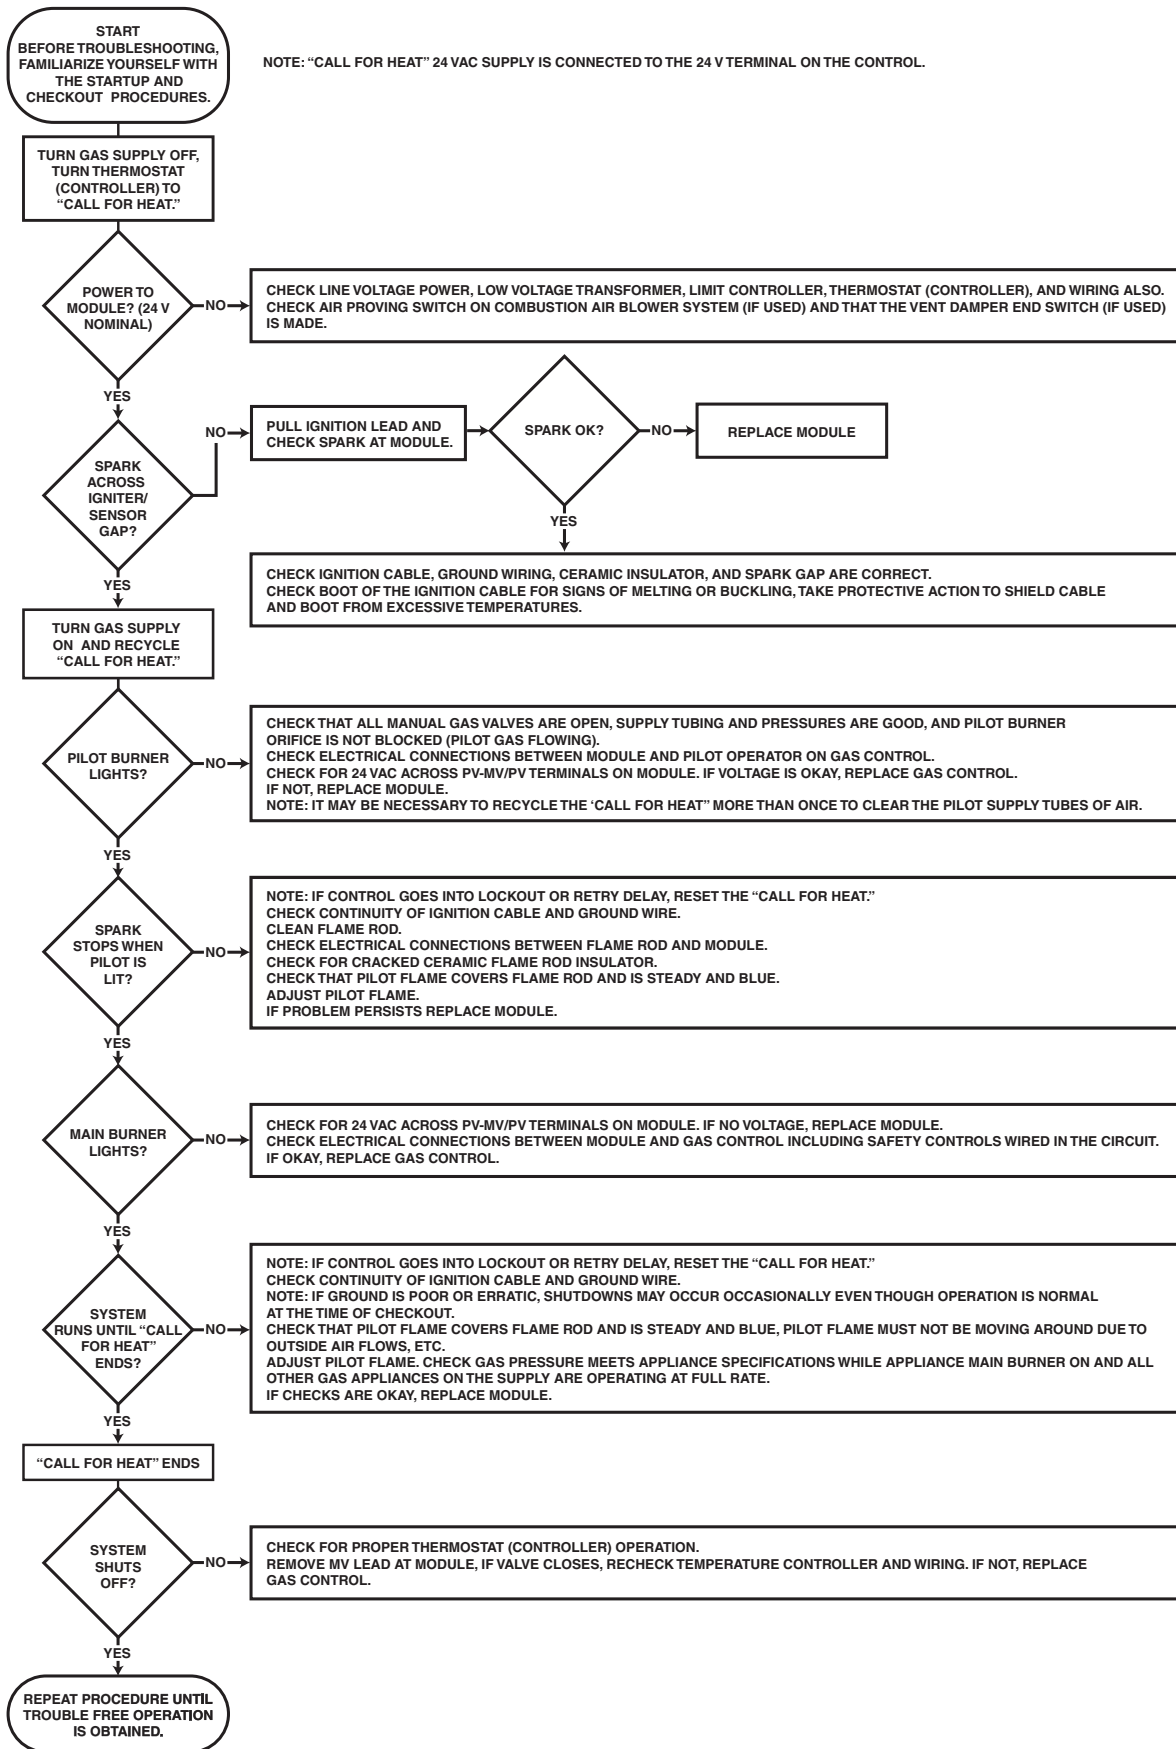 START
BEFORE TROUBLESHOOTING,
FAMILIARIZE YOURSELF WITH
THE STARTUP AND
CHECKOUT PROCEDURES.
NOTE: “CALL FOR HEAT” 24 VAC SUPPLY IS CONNECTED TO THE 24 V TERMINAL ON THE CONTROL.
TURN GAS SUPPLY OFF,
TURN THERMOSTAT
(CONTROLLER) TO
“CALL FOR HEAT.”
POWER TO
MODULE? (24 V
NOMINAL)
NO
CHECK LINE VOLTAGE POWER, LOW VOLTAGE TRANSFORMER, LIMIT CONTROLLER, THERMOSTAT (CONTROLLER), AND WIRING ALSO.
CHECK AIR PROVING SWITCH ON COMBUSTION AIR BLOWER SYSTEM (IF USED) AND THAT THE VENT DAMPER END SWITCH (IF USED)
IS MADE.
YES
SPARK
ACROSS
IGNITER/
SENSOR
GAP?
NO
PULL IGNITION LEAD AND
CHECK SPARK AT MODULE.
SPARK OK?
NO
REPLACE MODULE
YES
CHECK IGNITION CABLE, GROUND WIRING, CERAMIC INSULATOR, AND SPARK GAP ARE CORRECT.
CHECK BOOT OF THE IGNITION CABLE FOR SIGNS OF MELTING OR BUCKLING, TAKE PROTECTIVE ACTION TO SHIELD CABLE
AND BOOT FROM EXCESSIVE TEMPERATURES.
YES
TURN GAS SUPPLY
ON AND RECYCLE
“CALL FOR HEAT.”
PILOT BURNER
LIGHTS?
NO
CHECK THAT ALL MANUAL GAS VALVES ARE OPEN, SUPPLY TUBING AND PRESSURES ARE GOOD, AND PILOT BURNER
ORIFICE IS NOT BLOCKED (PILOT GAS FLOWING).
CHECK ELECTRICAL CONNECTIONS BETWEEN MODULE AND PILOT OPERATOR ON GAS CONTROL.
CHECK FOR 24 VAC ACROSS PV-MV/PV TERMINALS ON MODULE. IF VOLTAGE IS OKAY, REPLACE GAS CONTROL.
IF NOT, REPLACE MODULE.
NOTE: IT MAY BE NECESSARY TO RECYCLE THE ‘CALL FOR HEAT” MORE THAN ONCE TO CLEAR THE PILOT SUPPLY TUBES OF AIR.
YES
SPARK
STOPS WHEN
PILOT IS
LIT?
NO
NOTE: IF CONTROL GOES INTO LOCKOUT OR RETRY DELAY, RESET THE “CALL FOR HEAT.”
CHECK CONTINUITY OF IGNITION CABLE AND GROUND WIRE.
CLEAN FLAME ROD.
CHECK ELECTRICAL CONNECTIONS BETWEEN FLAME ROD AND MODULE.
CHECK FOR CRACKED CERAMIC FLAME ROD INSULATOR.
CHECK THAT PILOT FLAME COVERS FLAME ROD AND IS STEADY AND BLUE.
ADJUST PILOT FLAME.
IF PROBLEM PERSISTS REPLACE MODULE.
YES
MAIN BURNER
LIGHTS?
NO
CHECK FOR 24 VAC ACROSS PV-MV/PV TERMINALS ON MODULE. IF NO VOLTAGE, REPLACE MODULE.
CHECK ELECTRICAL CONNECTIONS BETWEEN MODULE AND GAS CONTROL INCLUDING SAFETY CONTROLS WIRED IN THE CIRCUIT.
IF OKAY, REPLACE GAS CONTROL.
YES
SYSTEM
RUNS UNTIL “CALL
FOR HEAT”
ENDS?
NO
NOTE: IF CONTROL GOES INTO LOCKOUT OR RETRY DELAY, RESET THE “CALL FOR HEAT.”
CHECK CONTINUITY OF IGNITION CABLE AND GROUND WIRE.
NOTE: IF GROUND IS POOR OR ERRATIC, SHUTDOWNS MAY OCCUR OCCASIONALLY EVEN THOUGH OPERATION IS NORMAL
AT THE TIME OF CHECKOUT.
CHECK THAT PILOT FLAME COVERS FLAME ROD AND IS STEADY AND BLUE, PILOT FLAME MUST NOT BE MOVING AROUND DUE TO
OUTSIDE AIR FLOWS, ETC.
ADJUST PILOT FLAME. CHECK GAS PRESSURE MEETS APPLIANCE SPECIFICATIONS WHILE APPLIANCE MAIN BURNER ON AND ALL
OTHER GAS APPLIANCES ON THE SUPPLY ARE OPERATING AT FULL RATE.
IF CHECKS ARE OKAY, REPLACE MODULE.
YES
“CALL FOR HEAT” ENDS
SYSTEM
SHUTS
OFF?
NO
CHECK FOR PROPER THERMOSTAT (CONTROLLER) OPERATION.
REMOVE MV LEAD AT MODULE, IF VALVE CLOSES, RECHECK TEMPERATURE CONTROLLER AND WIRING. IF NOT, REPLACE
GAS CONTROL.
YES
REPEAT PROCEDURE UNTIL
TROUBLE FREE OPERATION
IS OBTAINED.